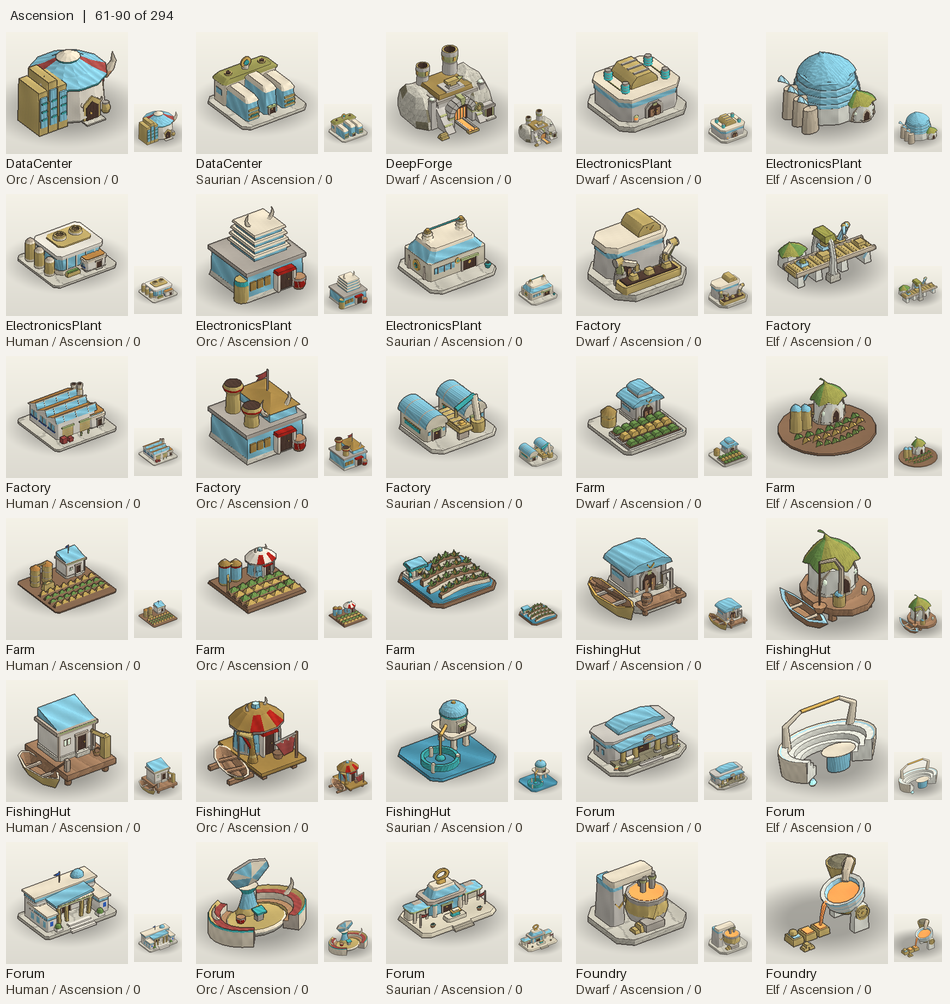 Ascension | 61-90 of 294
DataCenter
Orc / Ascension / 0
DataCenter
Saurian / Ascension / 0
DeepForge
Dwarf / Ascension / 0
ElectronicsPlant
Dwarf / Ascension / 0
ElectronicsPlant
Elf / Ascension / 0
ElectronicsPlant
Human / Ascension / 0
ElectronicsPlant
Orc / Ascension / 0
ElectronicsPlant
Saurian / Ascension / 0
Factory
Dwarf / Ascension / 0
Factory
Elf / Ascension / 0
Factory
Human / Ascension / 0
Factory
Orc / Ascension / 0
Factory
Saurian / Ascension / 0
Farm
Dwarf / Ascension / 0
Farm
Elf / Ascension / 0
Farm
Human / Ascension / 0
Farm
Orc / Ascension / 0
Farm
Saurian / Ascension / 0
FishingHut
Dwarf / Ascension / 0
FishingHut
Elf / Ascension / 0
FishingHut
Human / Ascension / 0
FishingHut
Orc / Ascension / 0
FishingHut
Saurian / Ascension / 0
Forum
Dwarf / Ascension / 0
Forum
Elf / Ascension / 0
Forum
Human / Ascension / 0
Forum
Orc / Ascension / 0
Forum
Saurian / Ascension / 0
Foundry
Dwarf / Ascension / 0
Foundry
Elf / Ascension / 0